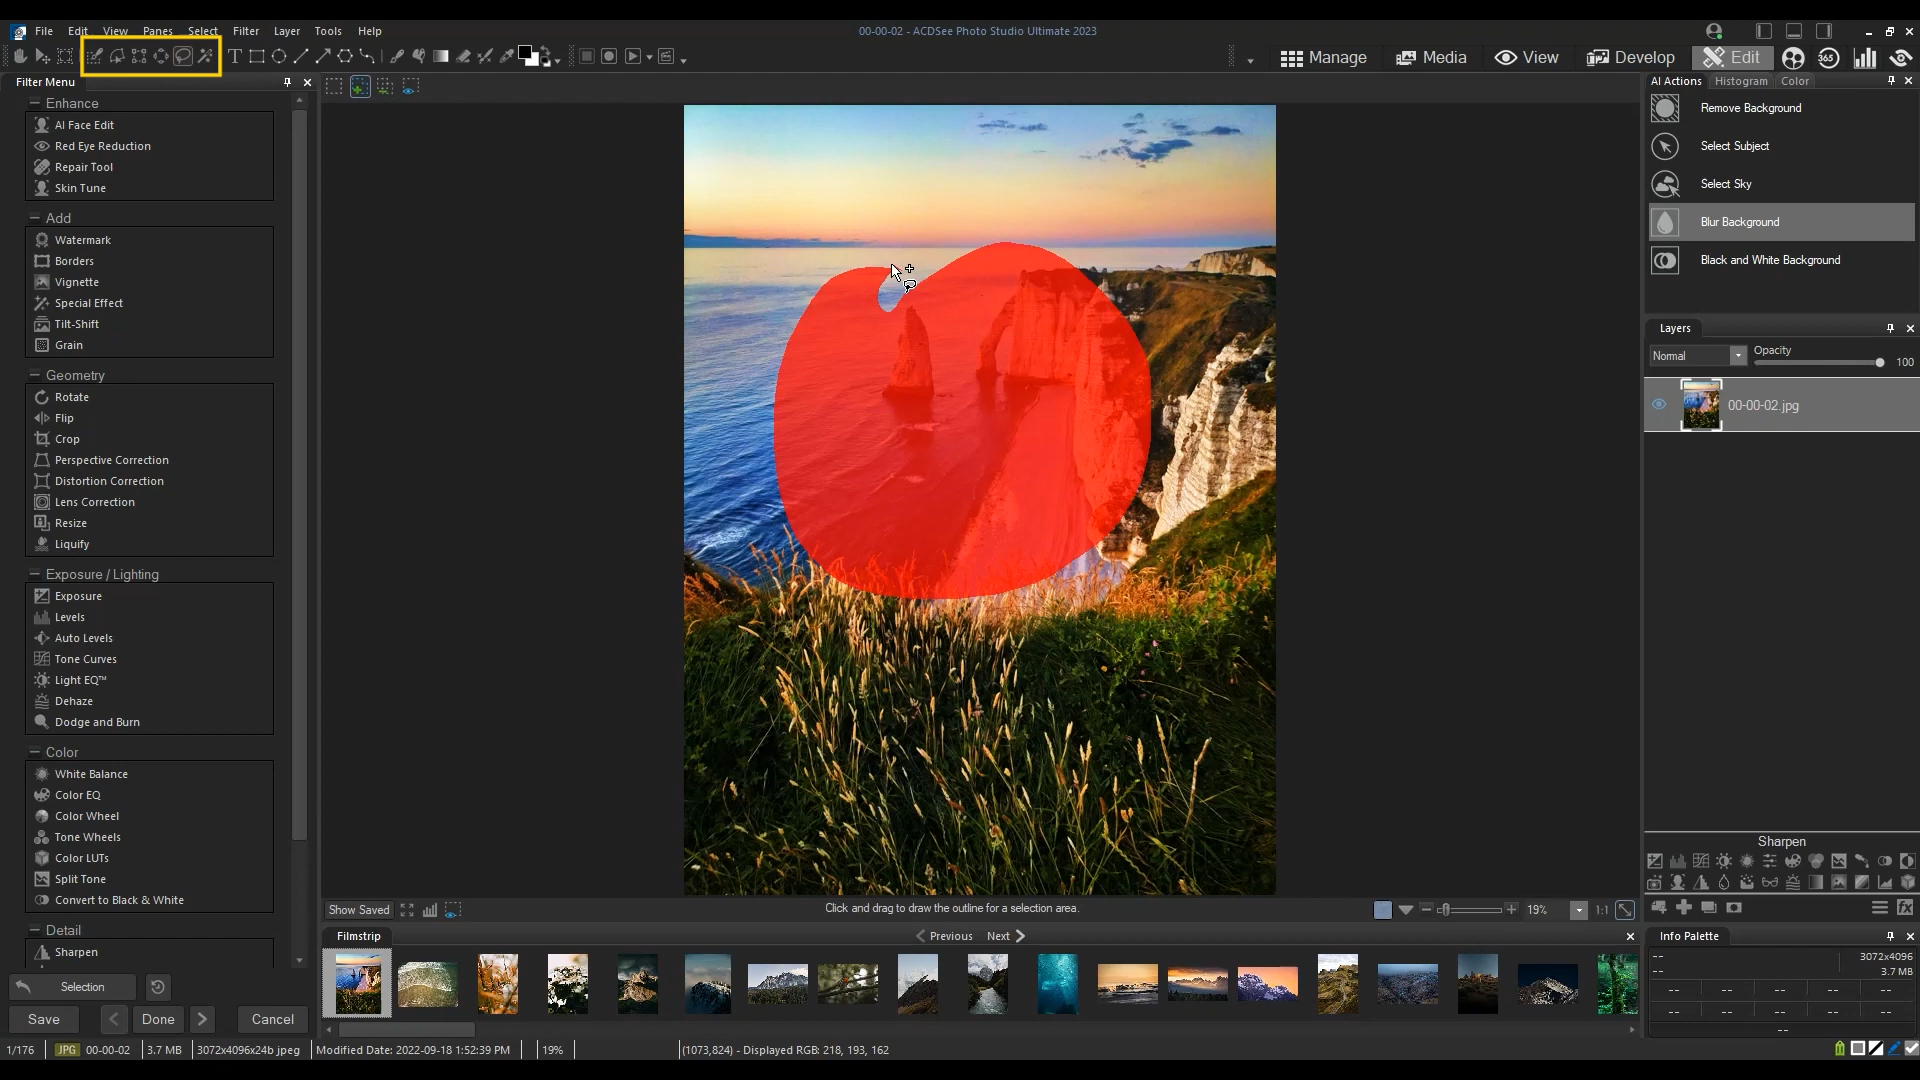 File Edit View Panes Select Filter Layer Tools Help
00-00-02 - ACDSee Photo Studio Ultimate 2023
T
Manage Media View Develop Edit 365
Filter Menu
Enhance
AI Face Edit
Red Eye Reduction
Repair Tool
Skin Tune
Add
Watermark
Borders
Vignette
Special Effect
Tilt-Shift
Grain
Geometry
Rotate
Flip
Crop
Perspective Correction
Distortion Correction
Lens Correction
Resize
Liquify
Exposure / Lighting
Exposure
Levels
Auto Levels
Tone Curves
Light EQ™
Dehaze
Dodge and Burn
Color
White Balance
Color EQ
Color Wheel
Tone Wheels
Color LUTs
Split Tone
Convert to Black & White
Detail
Sharpen
Selection
Save Done Cancel
AI Actions Histogram Color
Remove Background
Select Subject
Select Sky
Blur Background
Black and White Background
Layers
Normal Opacity 100
00-00-02.jpg
Sharpen
fx
Show Saved
Click and drag to draw the outline for a selection area.
19% 1:1
Filmstrip Previous Next
Info Palette
-- 3072x4096
-- 3.7 MB
-- -- -- -- --
-- -- -- -- --
--
1/176 JPG 00-00-02 3.7 MB 3072x4096x24b jpeg Modified Date: 2022-09-18 1:52:39 PM 19% (1073,824) - Displayed RGB: 218, 193, 162